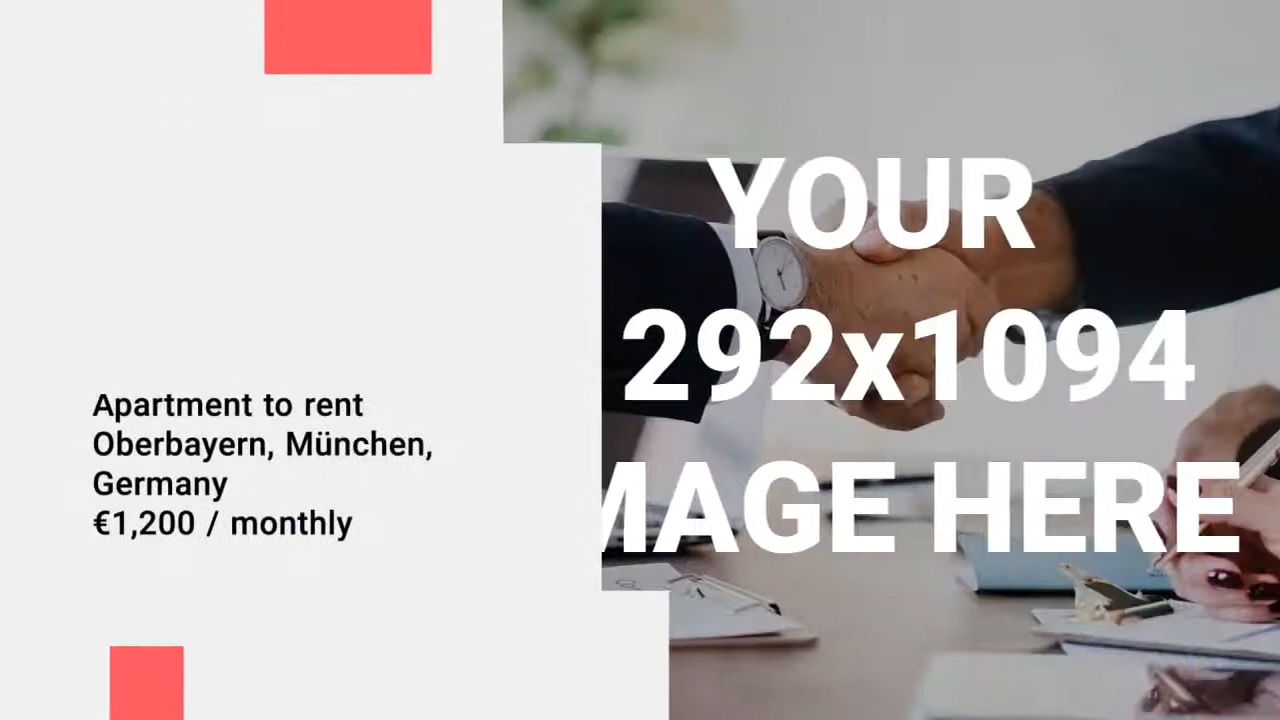 Apartment to rent
Oberbayern, München,
Germany
€1,200 / monthly
YOUR
292x1094
MAGE HERE